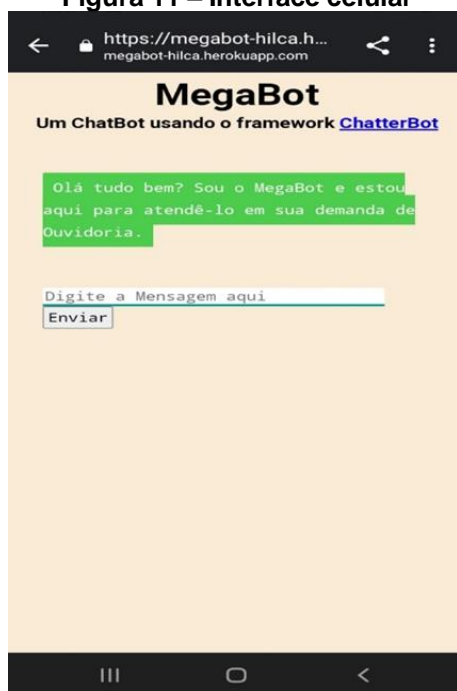 Figura 11 – Interface celular
https://megabot-hilca.h...
megabot-hilca.herokuapp.com
MegaBot
Um ChatBot usando o framework ChatterBot
Olá tudo bem? Sou o MegaBot e estou
aqui para atendê-lo em sua demanda de
Ouvidoria.
Digite a Mensagem aqui
Enviar